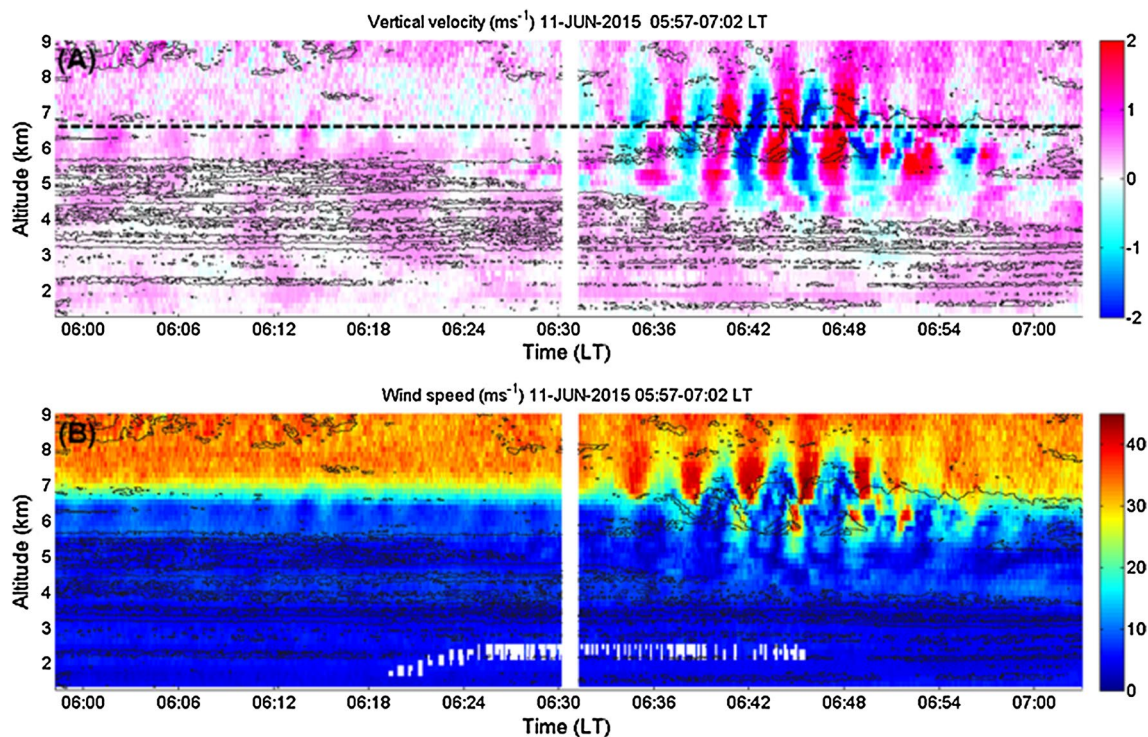 Vertical velocity (ms-1) 11-JUN-2015 05:57-07:02 LT
(A)
Altitude (km)
9
8
7
6
5
4
3
2
06:00 06:06 06:12 06:18 06:24 06:30 06:36 06:42 06:48 06:54 07:00
Time (LT)
2
1
0
-1
-2
Wind speed (ms-1) 11-JUN-2015 05:57-07:02 LT
(B)
Altitude (km)
9
8
7
6
5
4
3
2
06:00 06:06 06:12 06:18 06:24 06:30 06:36 06:42 06:48 06:54 07:00
Time (LT)
40
30
20
10
0